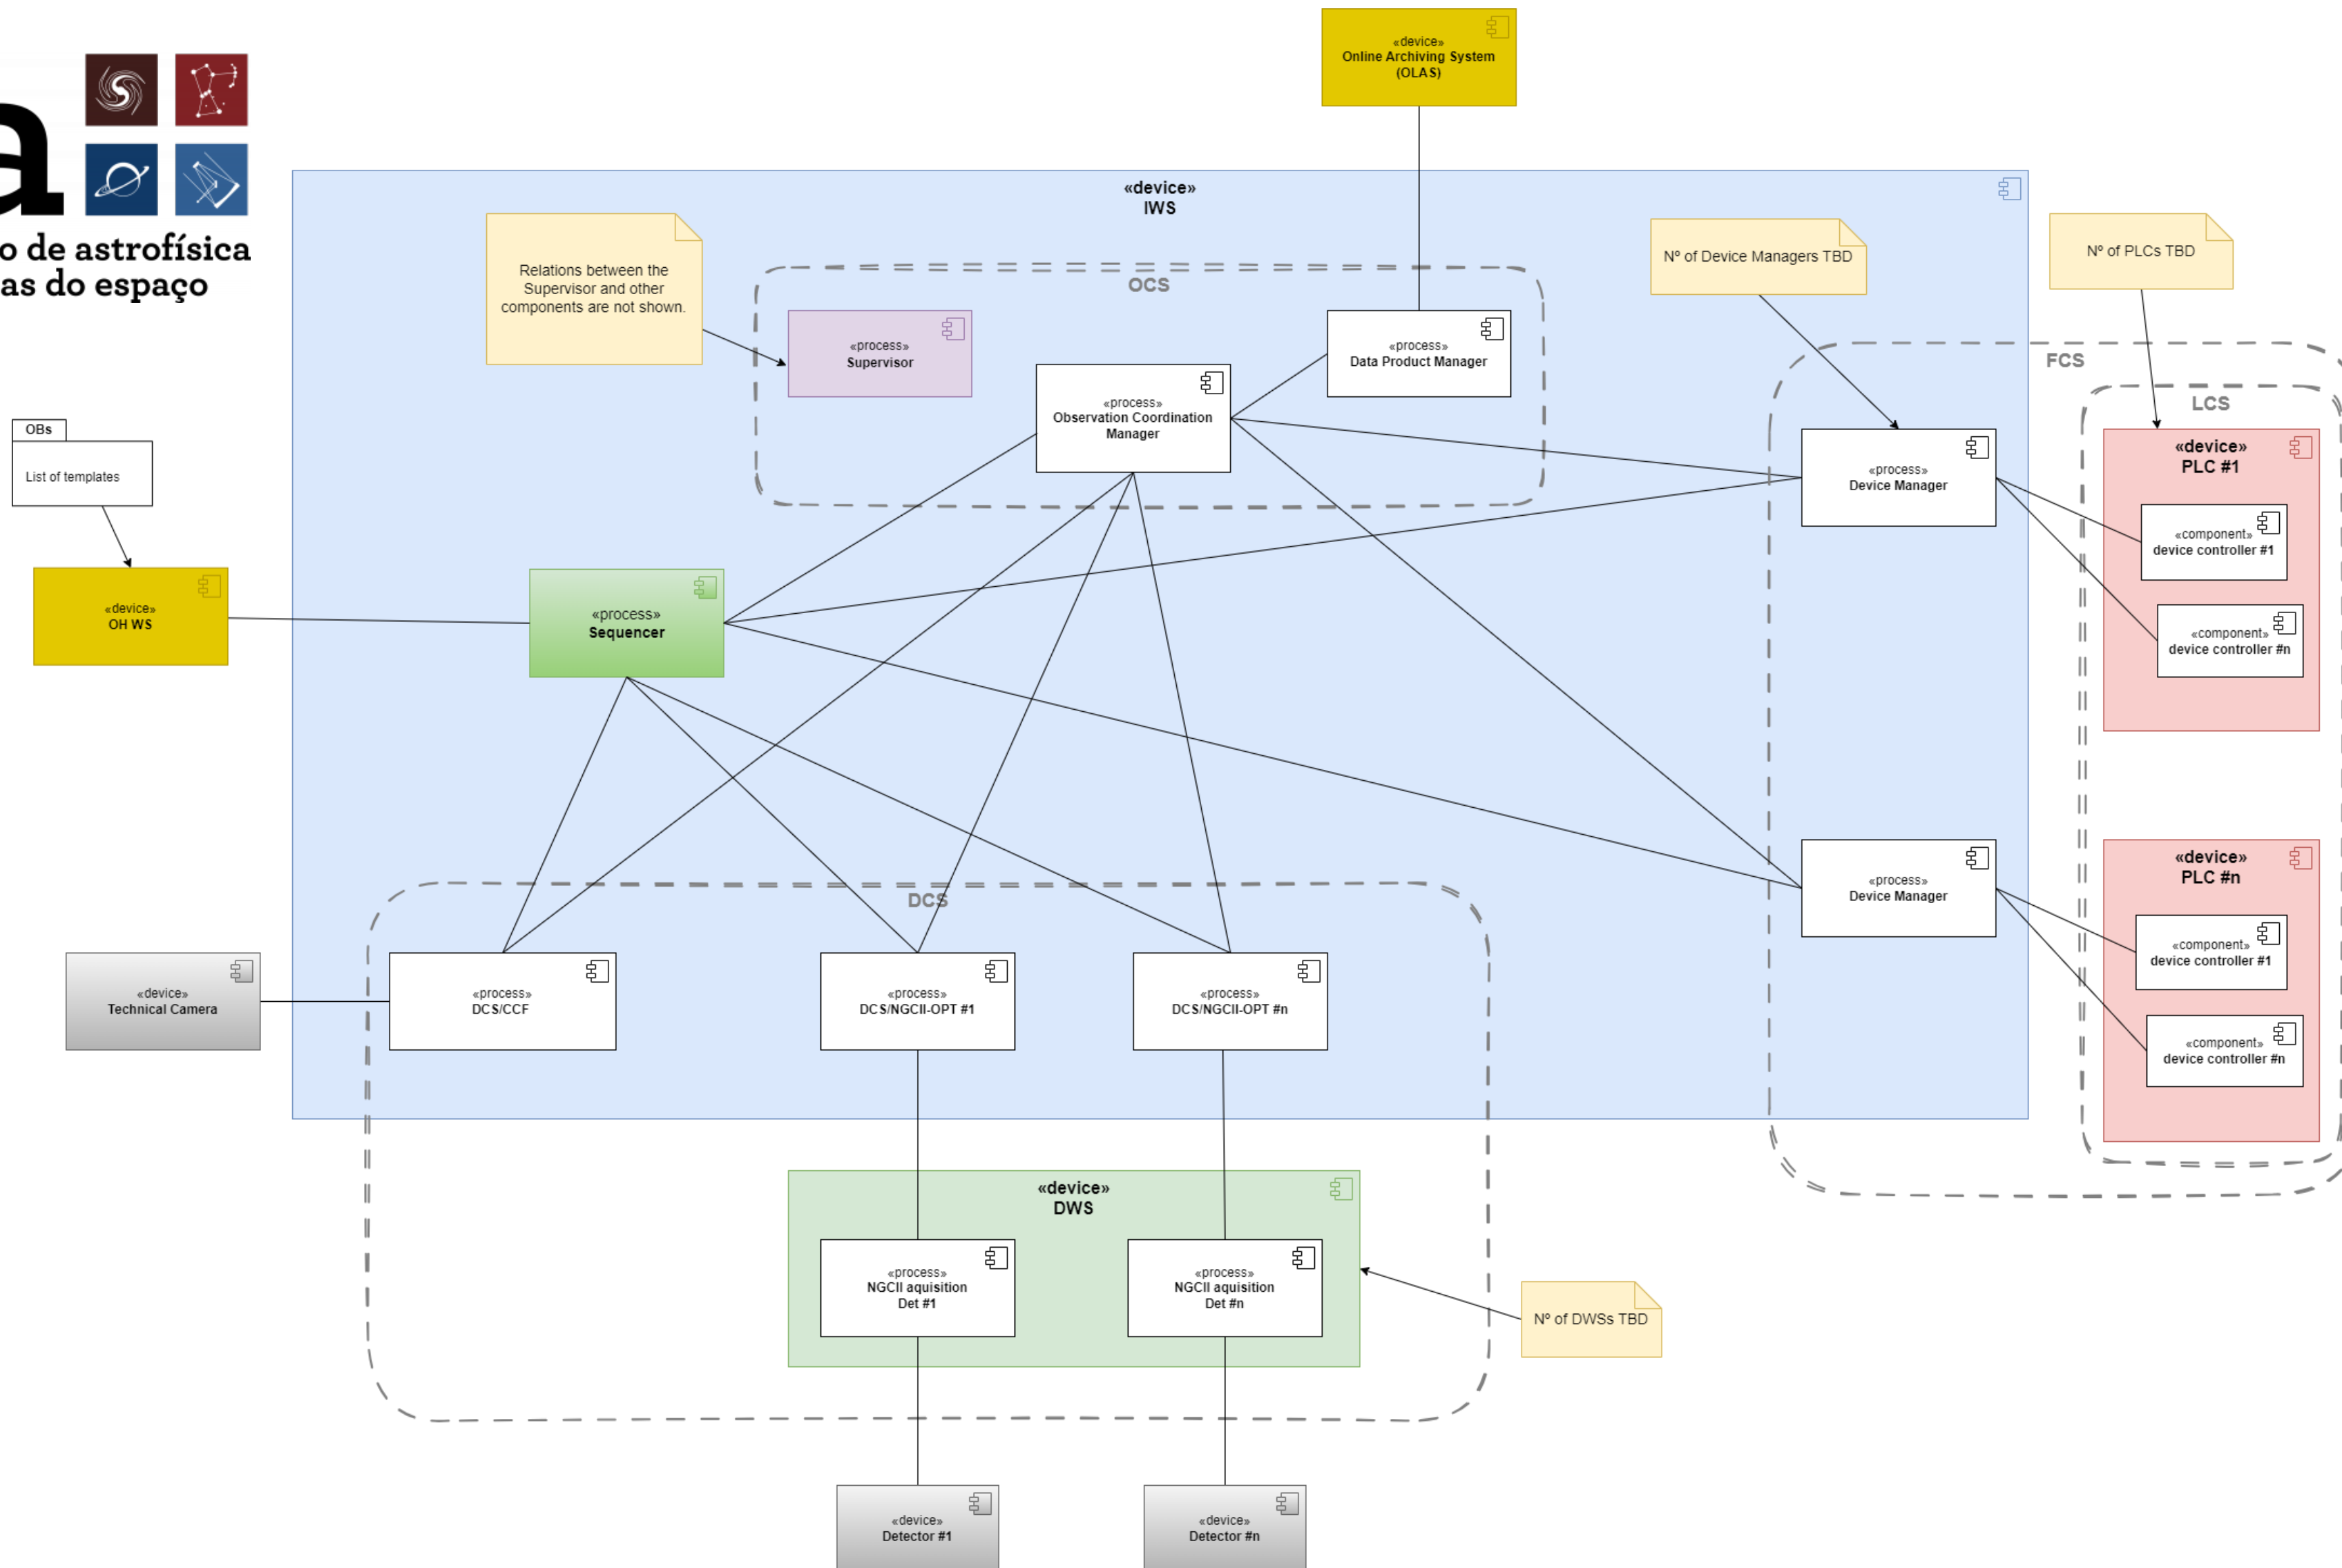 «device»
Online Archiving System
(OLAS)
a
o de astrofísica
as do espaço
«device»
IWS
Relations between the
Supervisor and other
components are not shown.
OCS
«process»
Supervisor
«process»
Data Product Manager
«process»
Observation Coordination
Manager
Nº of Device Managers TBD
Nº of PLCs TBD
FCS
LCS
OBs
List of templates
«device»
OH WS
«process»
Sequencer
«process»
Device Manager
«device»
PLC #1
«component»
device controller #1
«component»
device controller #n
«process»
Device Manager
«device»
PLC #n
«component»
device controller #1
«component»
device controller #n
DCS
«device»
Technical Camera
«process»
DCS/CCF
«process»
DCS/NGCII-OPT #1
«process»
DCS/NGCII-OPT #n
«device»
DWS
«process»
NGCII aquisition
Det #1
«process»
NGCII aquisition
Det #n
Nº of DWSs TBD
«device»
Detector #1
«device»
Detector #n